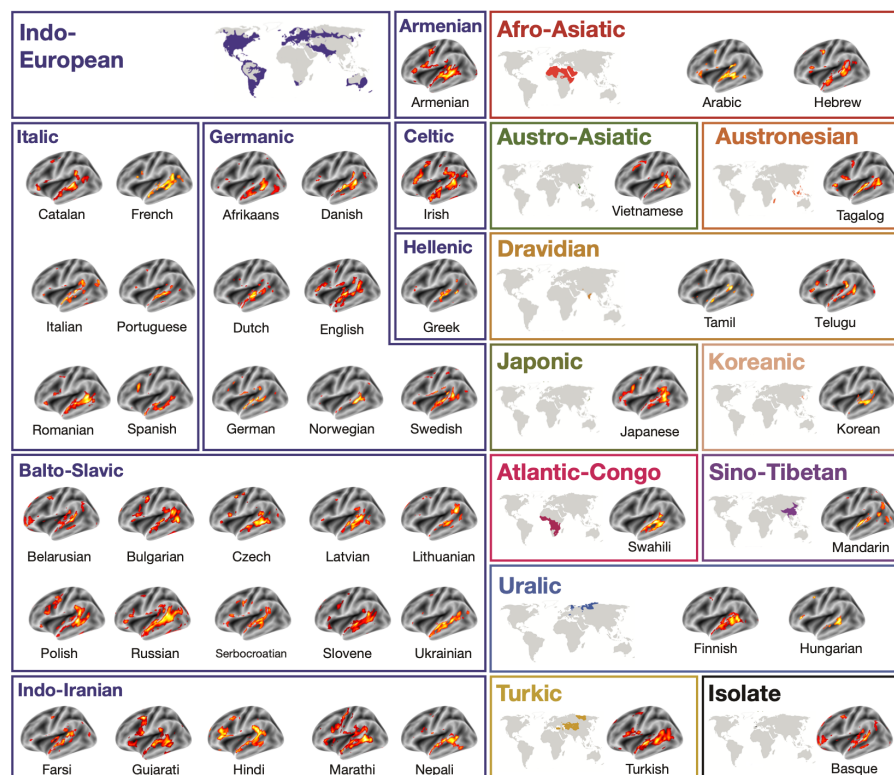 Indo-
European
Armenian
Armenian
Afro-Asiatic
Arabic
Hebrew
Italic
Catalan
French
Italian
Portuguese
Romanian
Spanish
Germanic
Afrikaans
Danish
Dutch
English
German
Norwegian
Swedish
Celtic
Irish
Hellenic
Greek
Austro-Asiatic
Vietnamese
Austronesian
Tagalog
Dravidian
Tamil
Telugu
Japonic
Japanese
Koreanic
Korean
Balto-Slavic
Belarusian
Bulgarian
Czech
Latvian
Lithuanian
Polish
Russian
Serbocroatian
Slovene
Ukrainian
Atlantic-Congo
Swahili
Sino-Tibetan
Mandarin
Uralic
Finnish
Hungarian
Indo-Iranian
Farsi
Gujarati
Hindi
Marathi
Nepali
Turkic
Turkish
Isolate
Basque